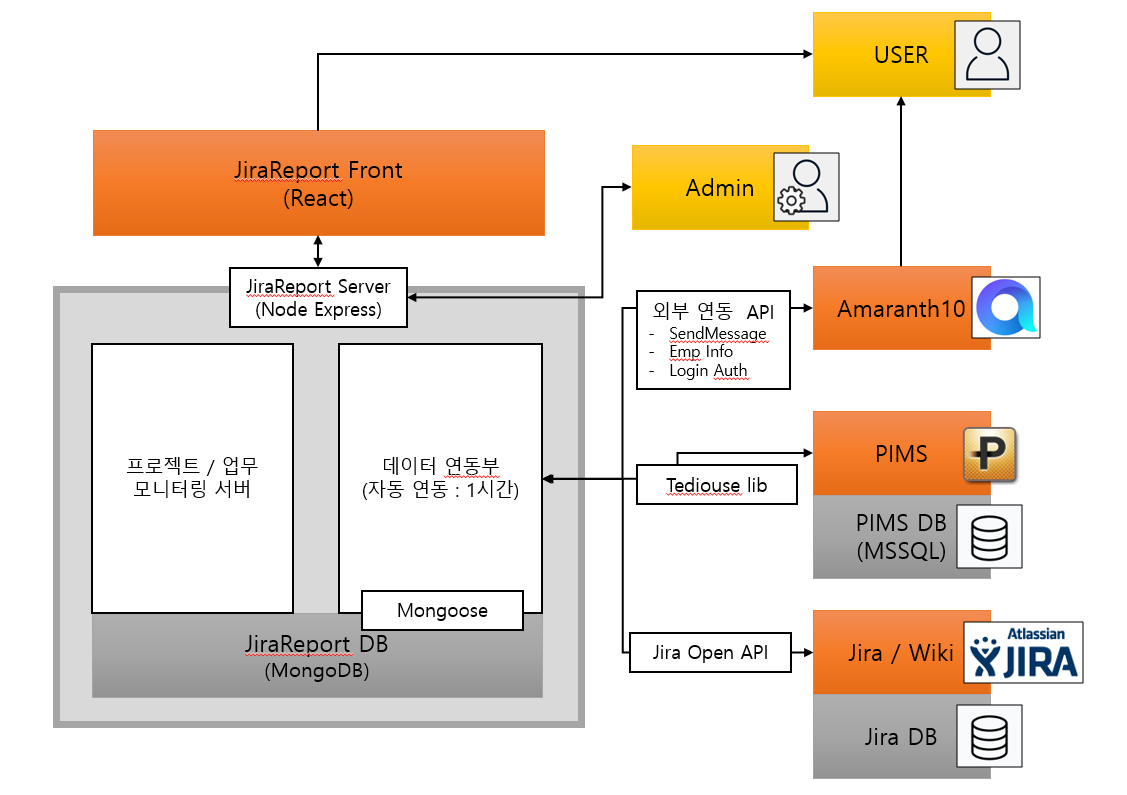 USER
JiraReport Front
(React)
Admin
JiraReport Server
(Node Express)
외부 연동 API
- SendMessage
- Emp Info
- Login Auth
Amaranth10
프로젝트 / 업무
모니터링 서버
데이터 연동부
(자동 연동 : 1시간)
Tediouse lib
PIMS
P
PIMS DB
(MSSQL)
Mongoose
JiraReport DB
(MongoDB)
Jira Open API
Jira / Wiki
Atlassian
JIRA
Jira DB